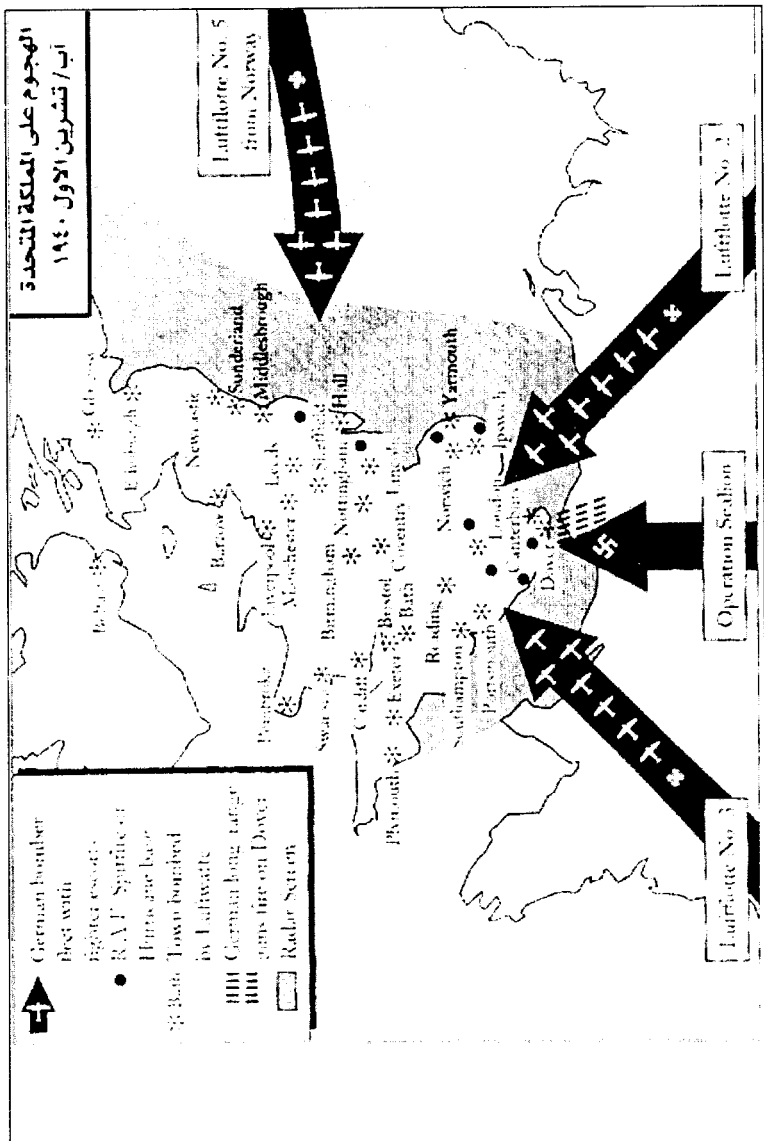 الهجوم على المملكة المتحدة
آب/ تشرين الاول ١٩٤٠
German bomber
fleet with
fighter escorts
R.A.F. Spitfire or
Hurricane base
Bath Town bombed
by Luftwaffe
German long range
guns fire on Dover
Radar Screen
Luftflotte No. 5
from Norway
Luftflotte No. 2
Operation Sealion
Luftflotte No. 3
Glasgow
Edinburgh
Belfast
Newcastle
Sunderland
Middlesbrough
Barrow
Leeds
Hull
Liverpool
Manchester
Sheffield
Nottingham
Lincoln
Birmingham
Coventry
Yarmouth
Norwich
Ipswich
Pembroke
Swansea
Cardiff
Bristol
Bath
Reading
London
Canterbury
Dover
Exeter
Plymouth
Southampton
Portsmouth